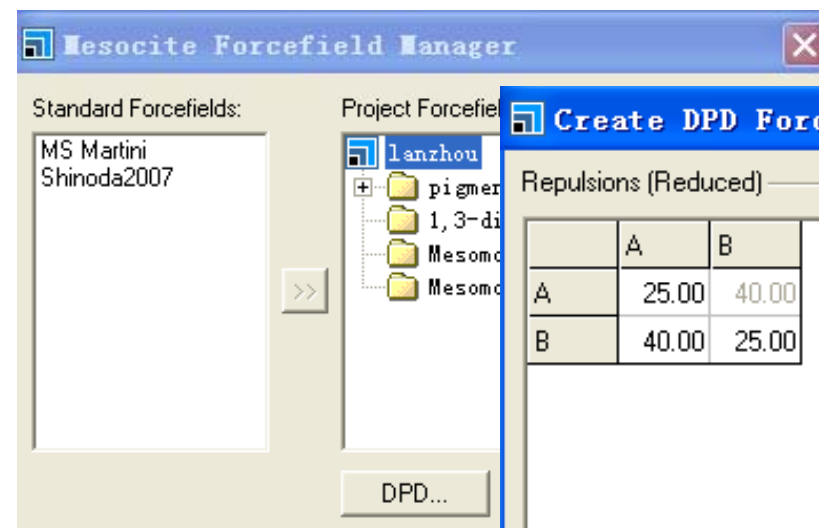 Mesocite Forcefield Manager
Standard Forcefields:
MS Martini
Shinoda2007
>>
Project Forcefiel
lanzhou
pigmer
1,3-di
Mesomo
Mesomo
DPD...
Create DPD Forc
Repulsions (Reduced)
A B
A 25.00 40.00
B 40.00 25.00